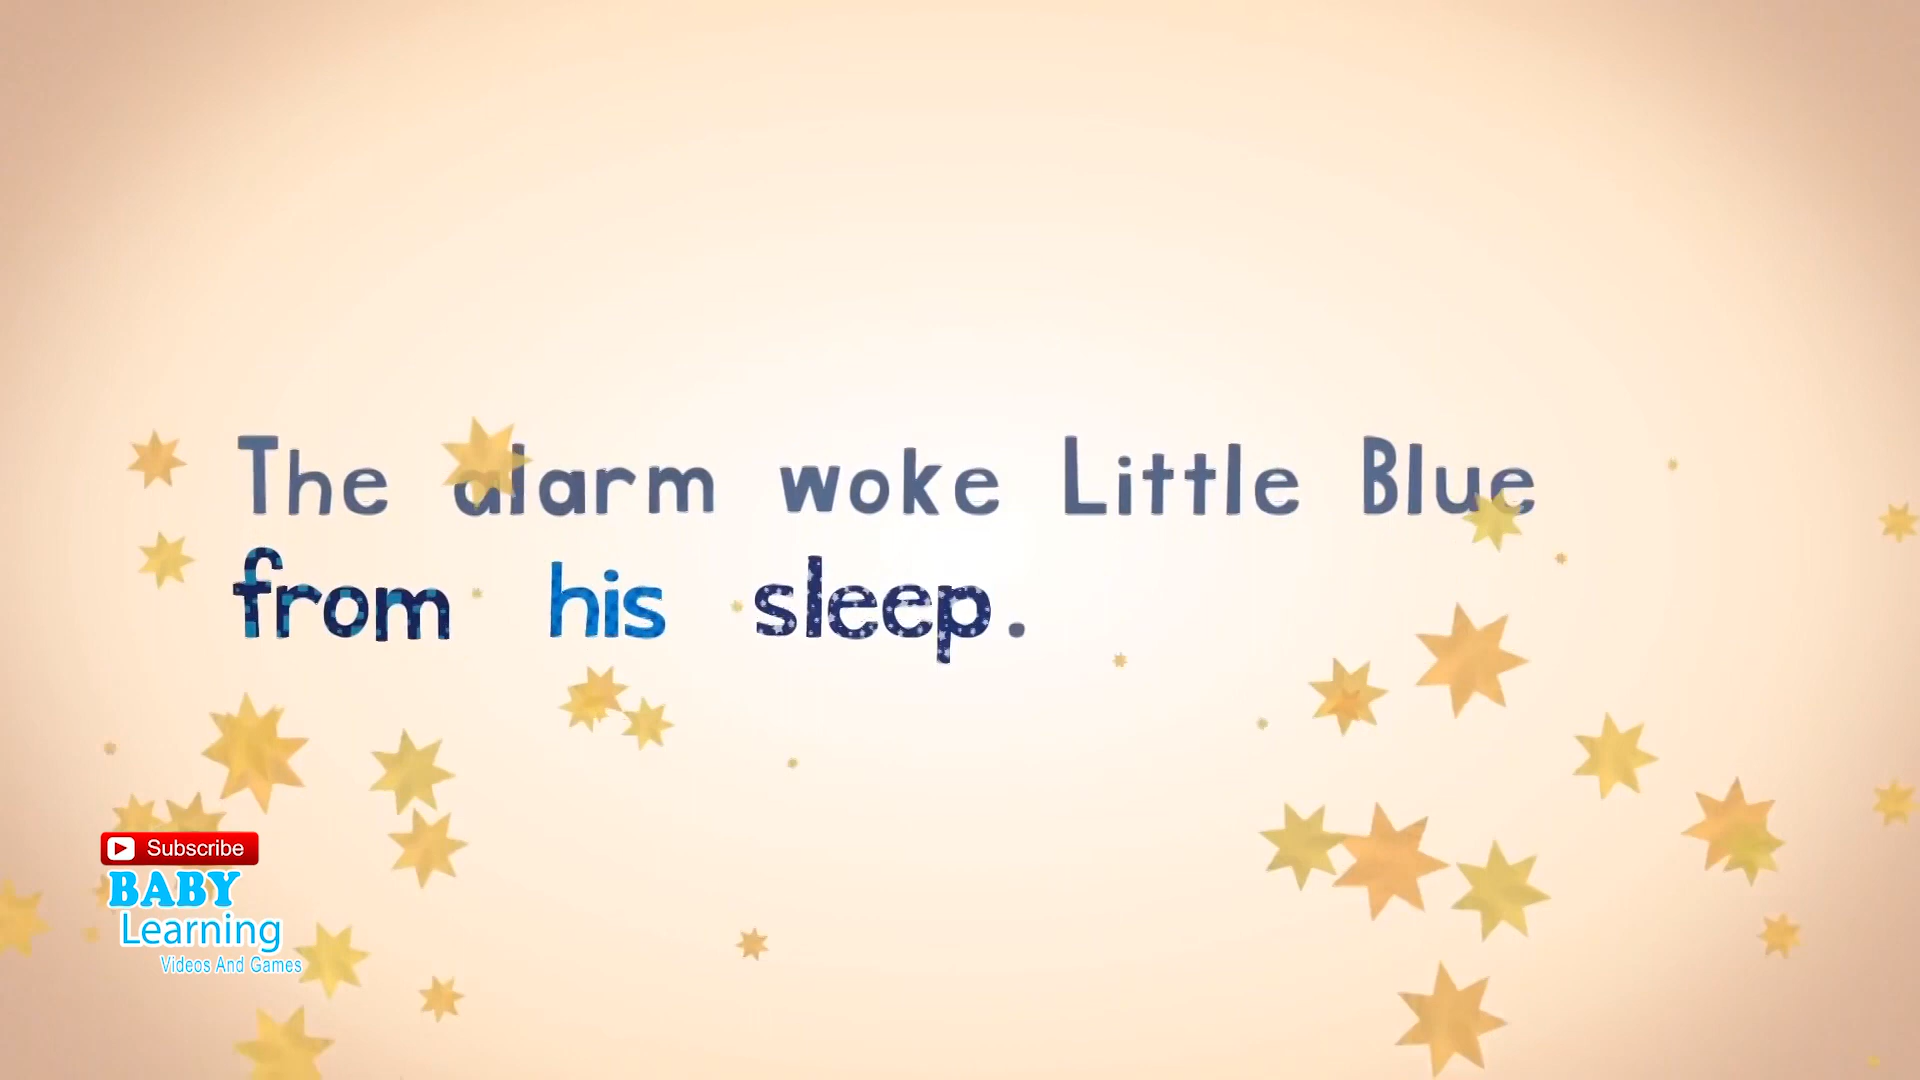 The alarm woke Little Blue
from his sleep.
Subscribe
BABY
Learning
Videos And Games